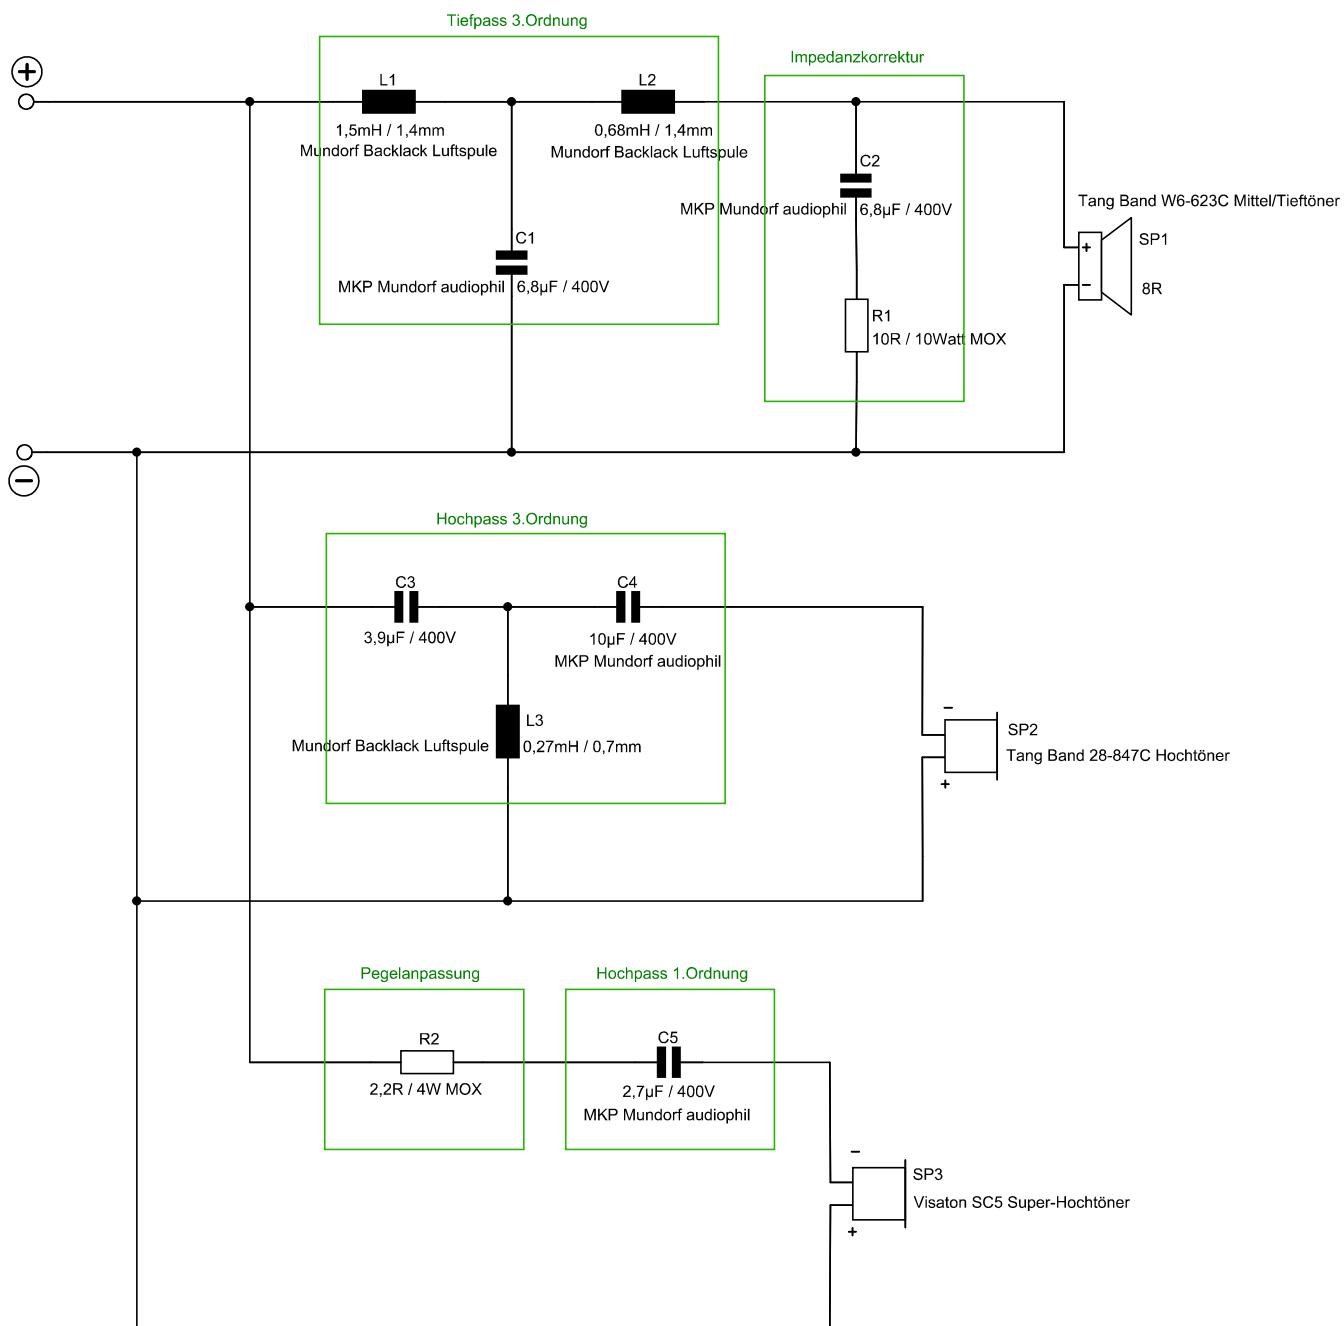 Tiefpass 3.Ordnung
Impedanzkorrektur
+
L1
1,5mH / 1,4mm
Mundorf Backlack Luftspule
L2
0,68mH / 1,4mm
Mundorf Backlack Luftspule
C2
MKP Mundorf audiophil 6,8µF / 400V
Tang Band W6-623C Mittel/Tieftöner
SP1
+
−
8R
C1
MKP Mundorf audiophil 6,8µF / 400V
R1
10R / 10Watt MOX
−
Hochpass 3.Ordnung
C3
3,9µF / 400V
C4
10µF / 400V
MKP Mundorf audiophil
L3
Mundorf Backlack Luftspule 0,27mH / 0,7mm
−
SP2
Tang Band 28-847C Hochtöner
+
Pegelanpassung
Hochpass 1.Ordnung
R2
2,2R / 4W MOX
C5
2,7µF / 400V
MKP Mundorf audiophil
−
SP3
Visaton SC5 Super-Hochtöner
+